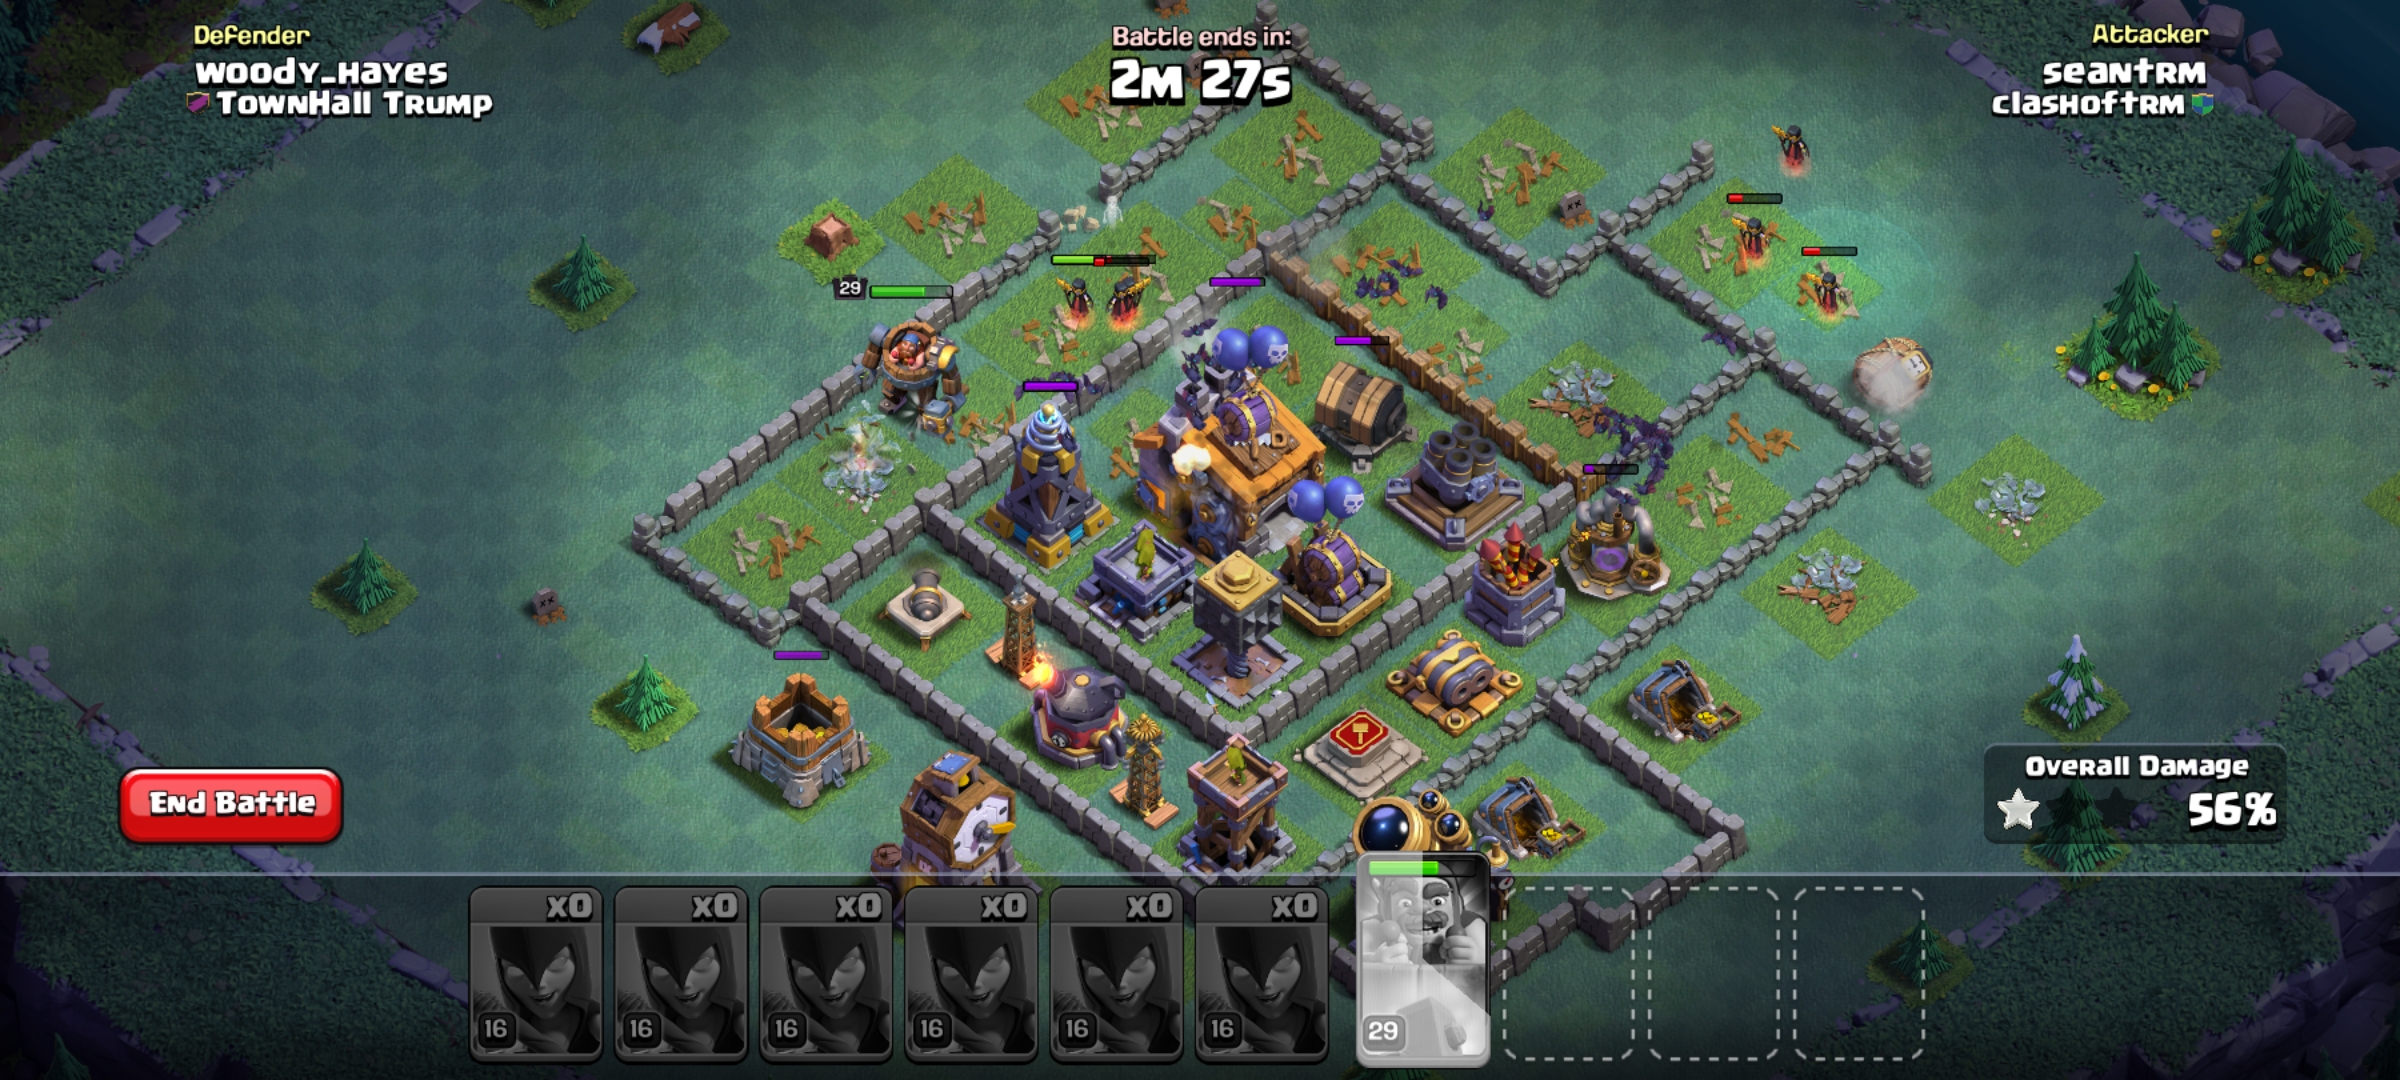 Defender
woody_hayes
TownHall Trump
Battle ends in:
2M 27s
Attacker
seantRM
clashoftRM
29
End Battle
Overall Damage
56%
x0
x0
x0
x0
x0
x0
16
16
16
16
16
16
29